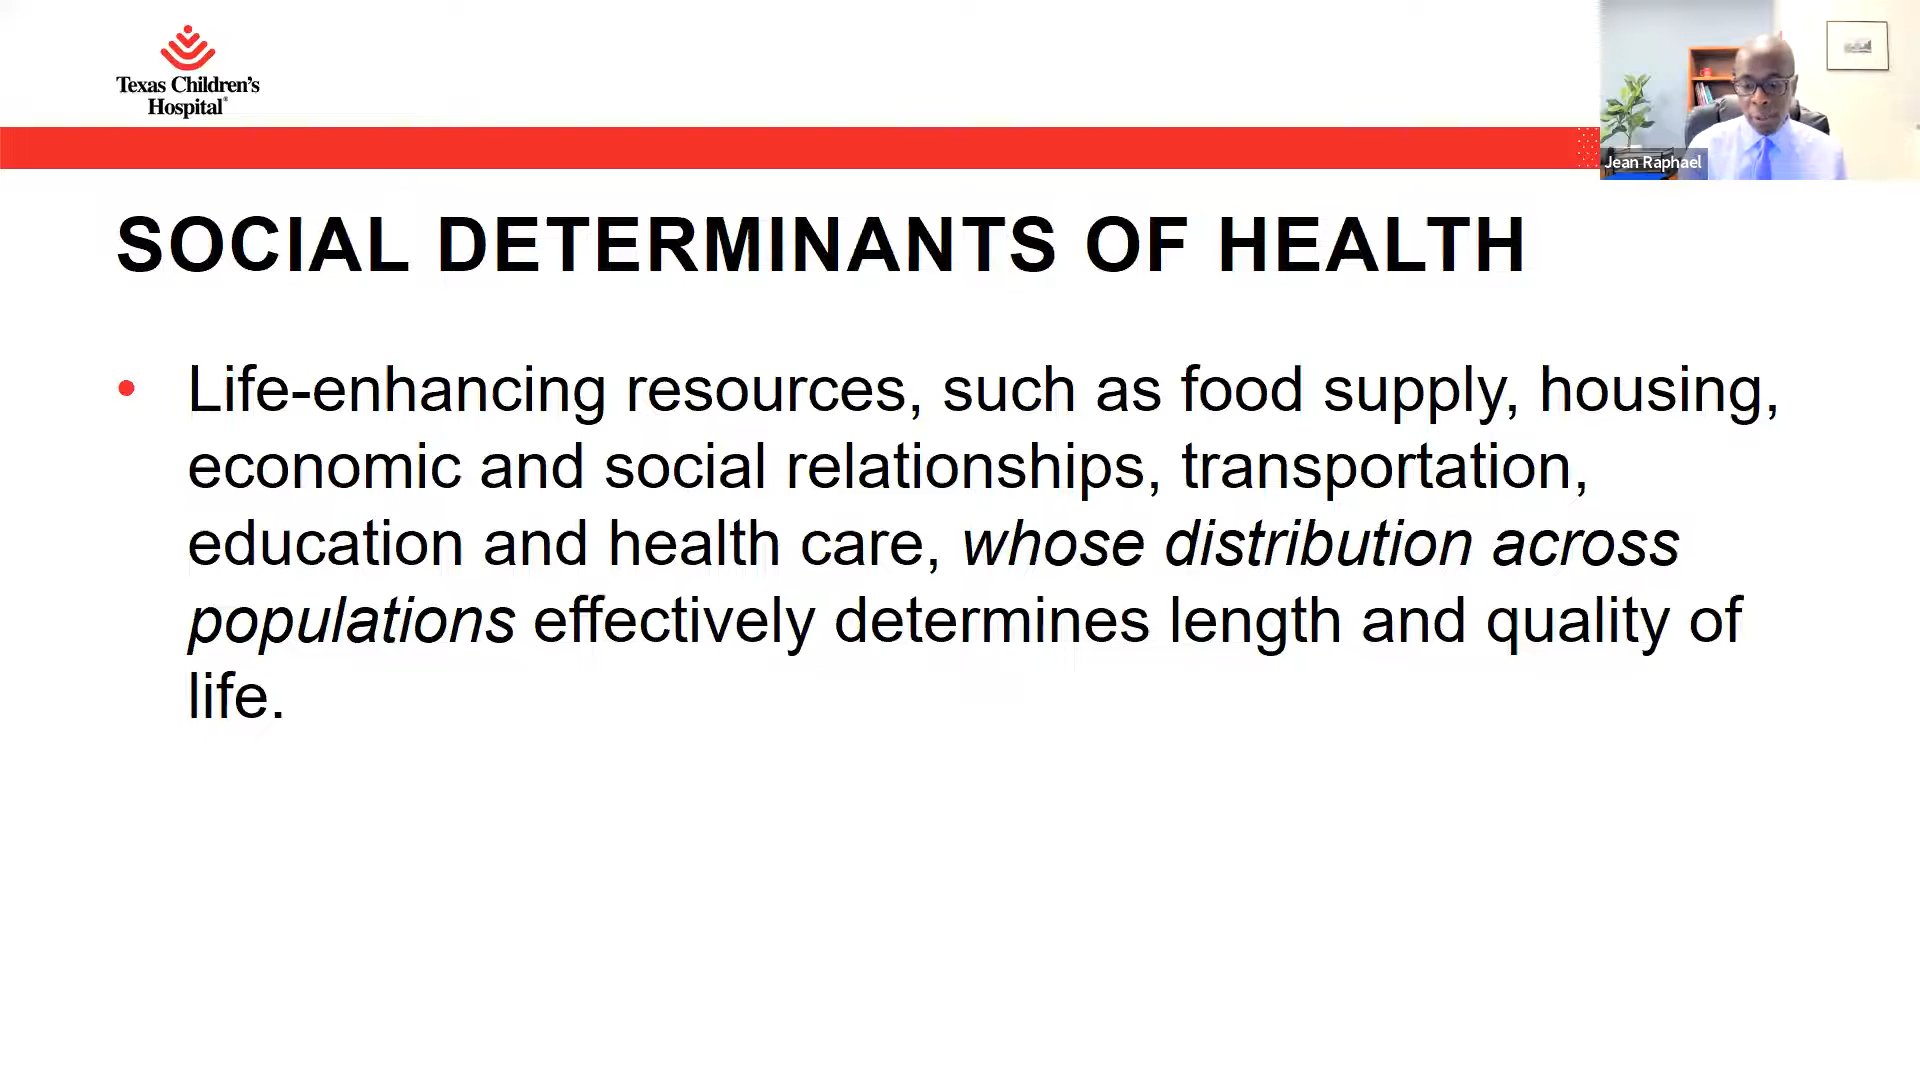 Texas Children's
Hospital®
Jean Raphael
SOCIAL DETERMINANTS OF HEALTH
• Life-enhancing resources, such as food supply, housing,
economic and social relationships, transportation,
education and health care, whose distribution across
populations effectively determines length and quality of
life.